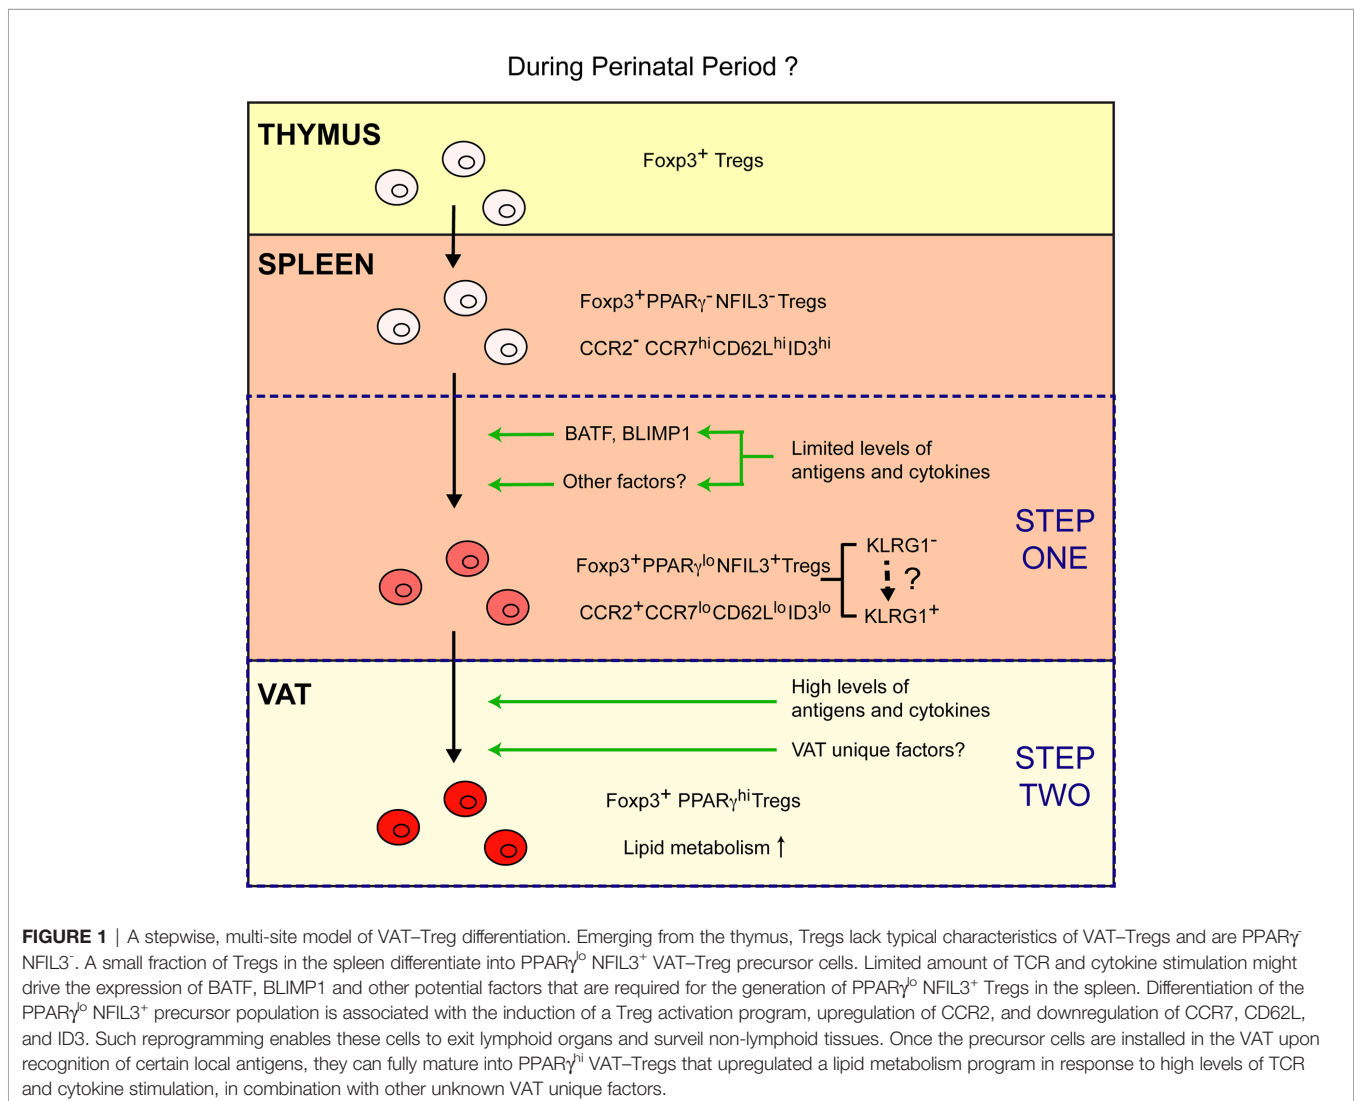 During Perinatal Period ?
THYMUS
Foxp3⁺ Tregs
SPLEEN
Foxp3⁺PPARγ⁻NFIL3⁻Tregs
CCR2⁻ CCR7ʰⁱCD62LʰⁱID3ʰⁱ
BATF, BLIMP1
Other factors?
Limited levels of
antigens and cytokines
STEP
ONE
Foxp3⁺PPARγˡᵒNFIL3⁺Tregs
CCR2⁺CCR7ˡᵒCD62LˡᵒID3ˡᵒ
KLRG1⁻
?
KLRG1⁺
VAT
High levels of
antigens and cytokines
VAT unique factors?
STEP
TWO
Foxp3⁺ PPARγʰⁱTregs
Lipid metabolism ↑
FIGURE 1 | A stepwise, multi-site model of VAT–Treg differentiation. Emerging from the thymus, Tregs lack typical characteristics of VAT–Tregs and are PPARγ⁻
NFIL3⁻. A small fraction of Tregs in the spleen differentiate into PPARγˡᵒ NFIL3⁺ VAT–Treg precursor cells. Limited amount of TCR and cytokine stimulation might
drive the expression of BATF, BLIMP1 and other potential factors that are required for the generation of PPARγˡᵒ NFIL3⁺ Tregs in the spleen. Differentiation of the
PPARγˡᵒ NFIL3⁺ precursor population is associated with the induction of a Treg activation program, upregulation of CCR2, and downregulation of CCR7, CD62L,
and ID3. Such reprogramming enables these cells to exit lymphoid organs and surveil non-lymphoid tissues. Once the precursor cells are installed in the VAT upon
recognition of certain local antigens, they can fully mature into PPARγʰⁱ VAT–Tregs that upregulated a lipid metabolism program in response to high levels of TCR
and cytokine stimulation, in combination with other unknown VAT unique factors.